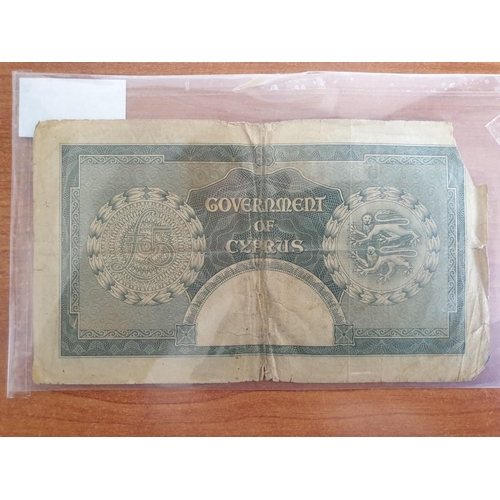 £5
GOVERNMENT
OF
CYPRUS